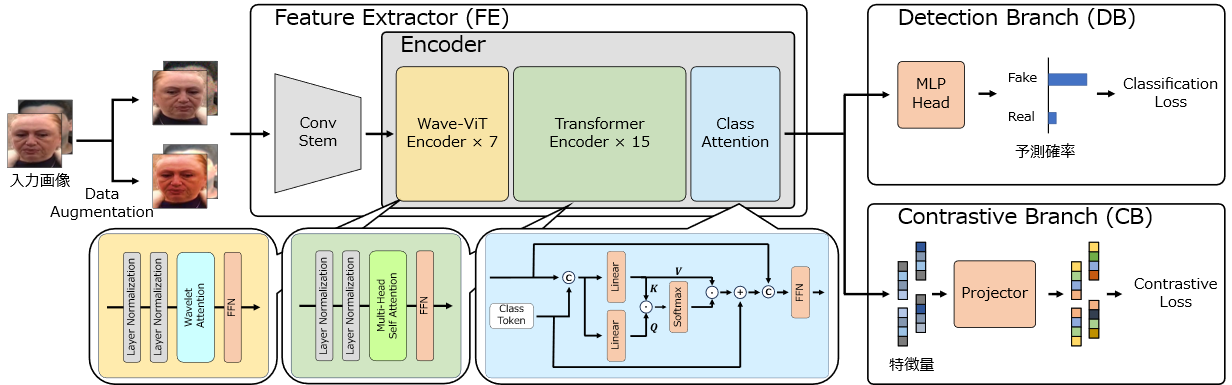 Feature Extractor (FE)
Encoder
Conv
Stem
Wave-ViT
Encoder × 7
Transformer
Encoder × 15
Class
Attention
入力画像
Data
Augmentation
Detection Branch (DB)
MLP
Head
Fake
Real
予測確率
Classification
Loss
Contrastive Branch (CB)
Projector
特徴量
Contrastive
Loss
Layer Normalization
Layer Normalization
Wavelet
Attention
FFN
Layer Normalization
Layer Normalization
Multi-Head
Self Attention
FFN
C
Class
Token
Linear
Linear
V
K
Q
·
Softmax
·
+
C
FFN